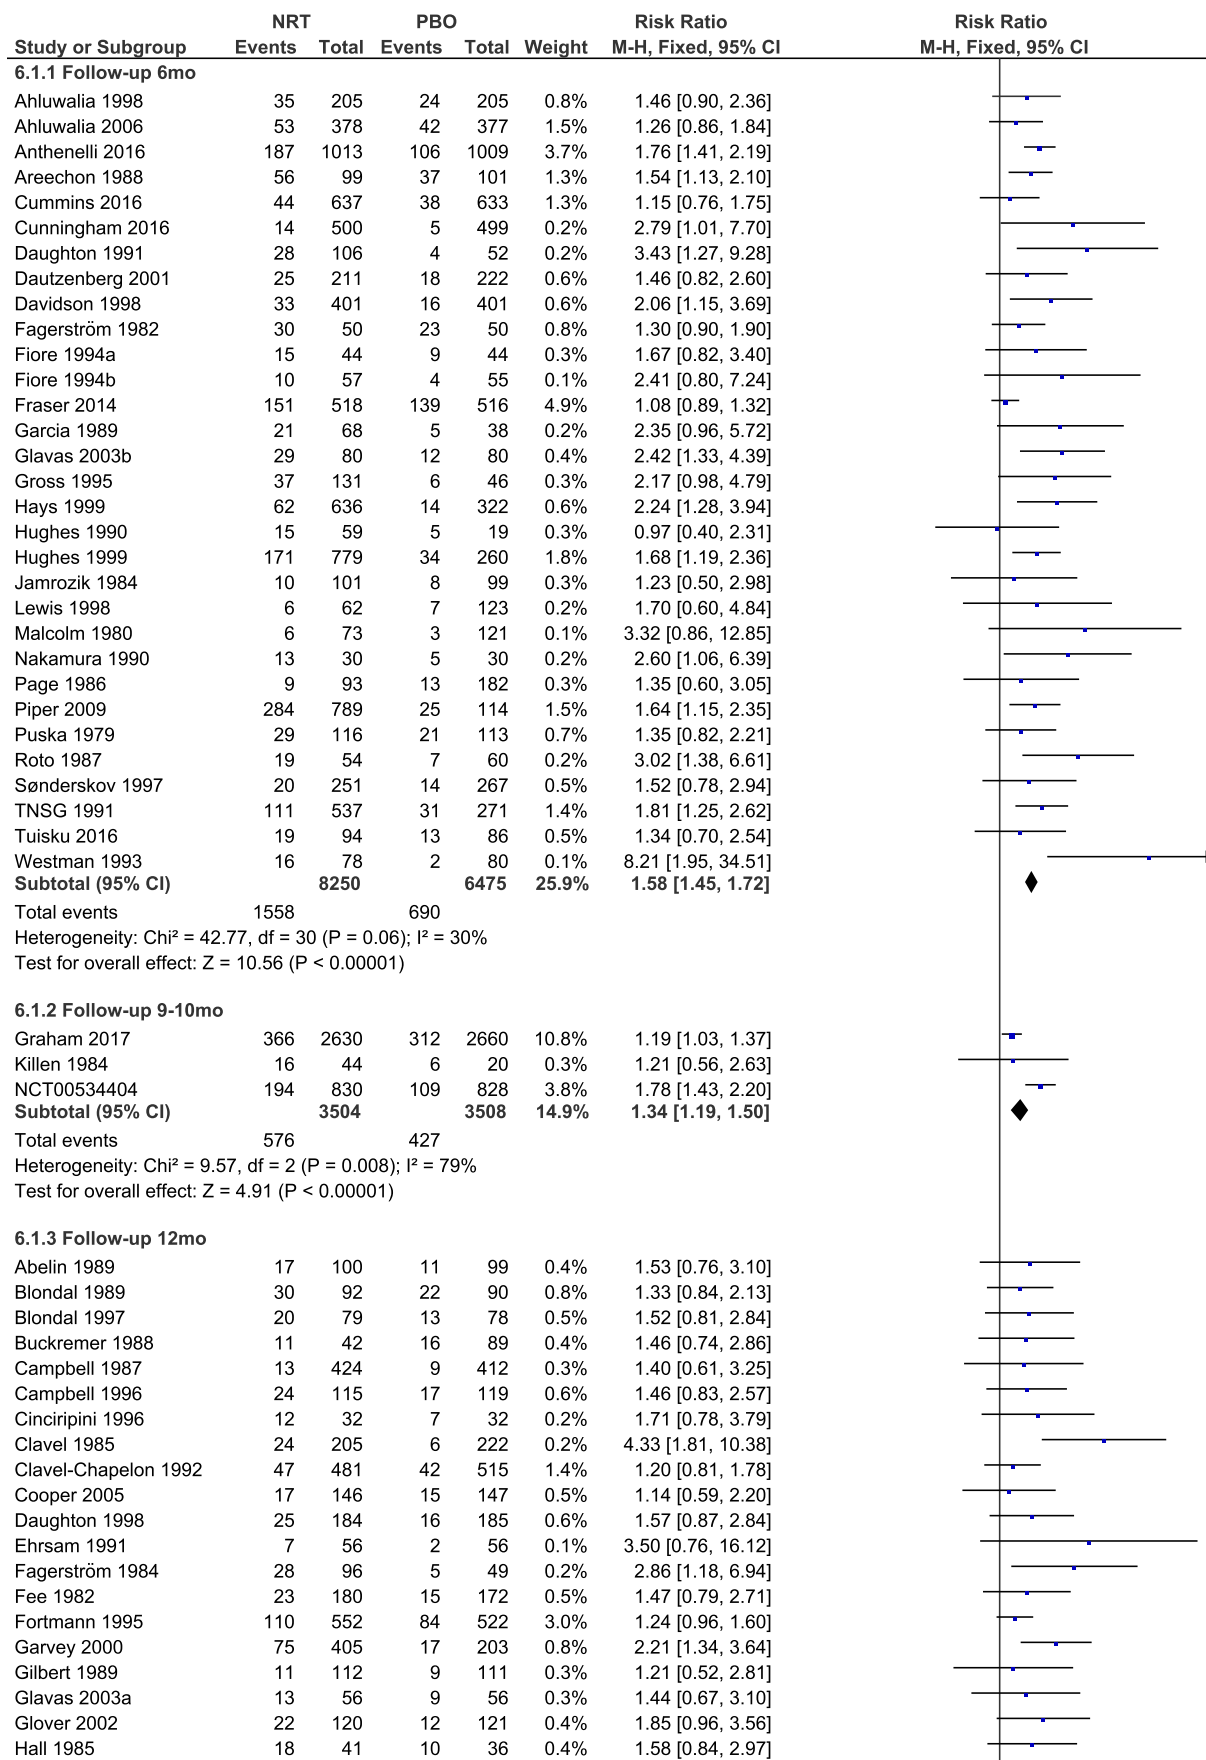 NRT PBO Risk Ratio Risk Ratio
Study or Subgroup Events Total Events Total Weight M-H, Fixed, 95% CI M-H, Fixed, 95% CI
6.1.1 Follow-up 6mo
Ahluwalia 1998 35 205 24 205 0.8% 1.46 [0.90, 2.36]
Ahluwalia 2006 53 378 42 377 1.5% 1.26 [0.86, 1.84]
Anthenelli 2016 187 1013 106 1009 3.7% 1.76 [1.41, 2.19]
Areechon 1988 56 99 37 101 1.3% 1.54 [1.13, 2.10]
Cummins 2016 44 637 38 633 1.3% 1.15 [0.76, 1.75]
Cunningham 2016 14 500 5 499 0.2% 2.79 [1.01, 7.70]
Daughton 1991 28 106 4 52 0.2% 3.43 [1.27, 9.28]
Dautzenberg 2001 25 211 18 222 0.6% 1.46 [0.82, 2.60]
Davidson 1998 33 401 16 401 0.6% 2.06 [1.15, 3.69]
Fagerström 1982 30 50 23 50 0.8% 1.30 [0.90, 1.90]
Fiore 1994a 15 44 9 44 0.3% 1.67 [0.82, 3.40]
Fiore 1994b 10 57 4 55 0.1% 2.41 [0.80, 7.24]
Fraser 2014 151 518 139 516 4.9% 1.08 [0.89, 1.32]
Garcia 1989 21 68 5 38 0.2% 2.35 [0.96, 5.72]
Glavas 2003b 29 80 12 80 0.4% 2.42 [1.33, 4.39]
Gross 1995 37 131 6 46 0.3% 2.17 [0.98, 4.79]
Hays 1999 62 636 14 322 0.6% 2.24 [1.28, 3.94]
Hughes 1990 15 59 5 19 0.3% 0.97 [0.40, 2.31]
Hughes 1999 171 779 34 260 1.8% 1.68 [1.19, 2.36]
Jamrozik 1984 10 101 8 99 0.3% 1.23 [0.50, 2.98]
Lewis 1998 6 62 7 123 0.2% 1.70 [0.60, 4.84]
Malcolm 1980 6 73 3 121 0.1% 3.32 [0.86, 12.85]
Nakamura 1990 13 30 5 30 0.2% 2.60 [1.06, 6.39]
Page 1986 9 93 13 182 0.3% 1.35 [0.60, 3.05]
Piper 2009 284 789 25 114 1.5% 1.64 [1.15, 2.35]
Puska 1979 29 116 21 113 0.7% 1.35 [0.82, 2.21]
Roto 1987 19 54 7 60 0.2% 3.02 [1.38, 6.61]
Sønderskov 1997 20 251 14 267 0.5% 1.52 [0.78, 2.94]
TNSG 1991 111 537 31 271 1.4% 1.81 [1.25, 2.62]
Tuisku 2016 19 94 13 86 0.5% 1.34 [0.70, 2.54]
Westman 1993 16 78 2 80 0.1% 8.21 [1.95, 34.51]
Subtotal (95% CI) 8250 6475 25.9% 1.58 [1.45, 1.72]
Total events 1558 690
Heterogeneity: Chi² = 42.77, df = 30 (P = 0.06); I² = 30%
Test for overall effect: Z = 10.56 (P < 0.00001)
6.1.2 Follow-up 9-10mo
Graham 2017 366 2630 312 2660 10.8% 1.19 [1.03, 1.37]
Killen 1984 16 44 6 20 0.3% 1.21 [0.56, 2.63]
NCT00534404 194 830 109 828 3.8% 1.78 [1.43, 2.20]
Subtotal (95% CI) 3504 3508 14.9% 1.34 [1.19, 1.50]
Total events 576 427
Heterogeneity: Chi² = 9.57, df = 2 (P = 0.008); I² = 79%
Test for overall effect: Z = 4.91 (P < 0.00001)
6.1.3 Follow-up 12mo
Abelin 1989 17 100 11 99 0.4% 1.53 [0.76, 3.10]
Blondal 1989 30 92 22 90 0.8% 1.33 [0.84, 2.13]
Blondal 1997 20 79 13 78 0.5% 1.52 [0.81, 2.84]
Buckremer 1988 11 42 16 89 0.4% 1.46 [0.74, 2.86]
Campbell 1987 13 424 9 412 0.3% 1.40 [0.61, 3.25]
Campbell 1996 24 115 17 119 0.6% 1.46 [0.83, 2.57]
Cinciripini 1996 12 32 7 32 0.2% 1.71 [0.78, 3.79]
Clavel 1985 24 205 6 222 0.2% 4.33 [1.81, 10.38]
Clavel-Chapelon 1992 47 481 42 515 1.4% 1.20 [0.81, 1.78]
Cooper 2005 17 146 15 147 0.5% 1.14 [0.59, 2.20]
Daughton 1998 25 184 16 185 0.6% 1.57 [0.87, 2.84]
Ehrsam 1991 7 56 2 56 0.1% 3.50 [0.76, 16.12]
Fagerström 1984 28 96 5 49 0.2% 2.86 [1.18, 6.94]
Fee 1982 23 180 15 172 0.5% 1.47 [0.79, 2.71]
Fortmann 1995 110 552 84 522 3.0% 1.24 [0.96, 1.60]
Garvey 2000 75 405 17 203 0.8% 2.21 [1.34, 3.64]
Gilbert 1989 11 112 9 111 0.3% 1.21 [0.52, 2.81]
Glavas 2003a 13 56 9 56 0.3% 1.44 [0.67, 3.10]
Glover 2002 22 120 12 121 0.4% 1.85 [0.96, 3.56]
Hall 1985 18 41 10 36 0.4% 1.58 [0.84, 2.97]